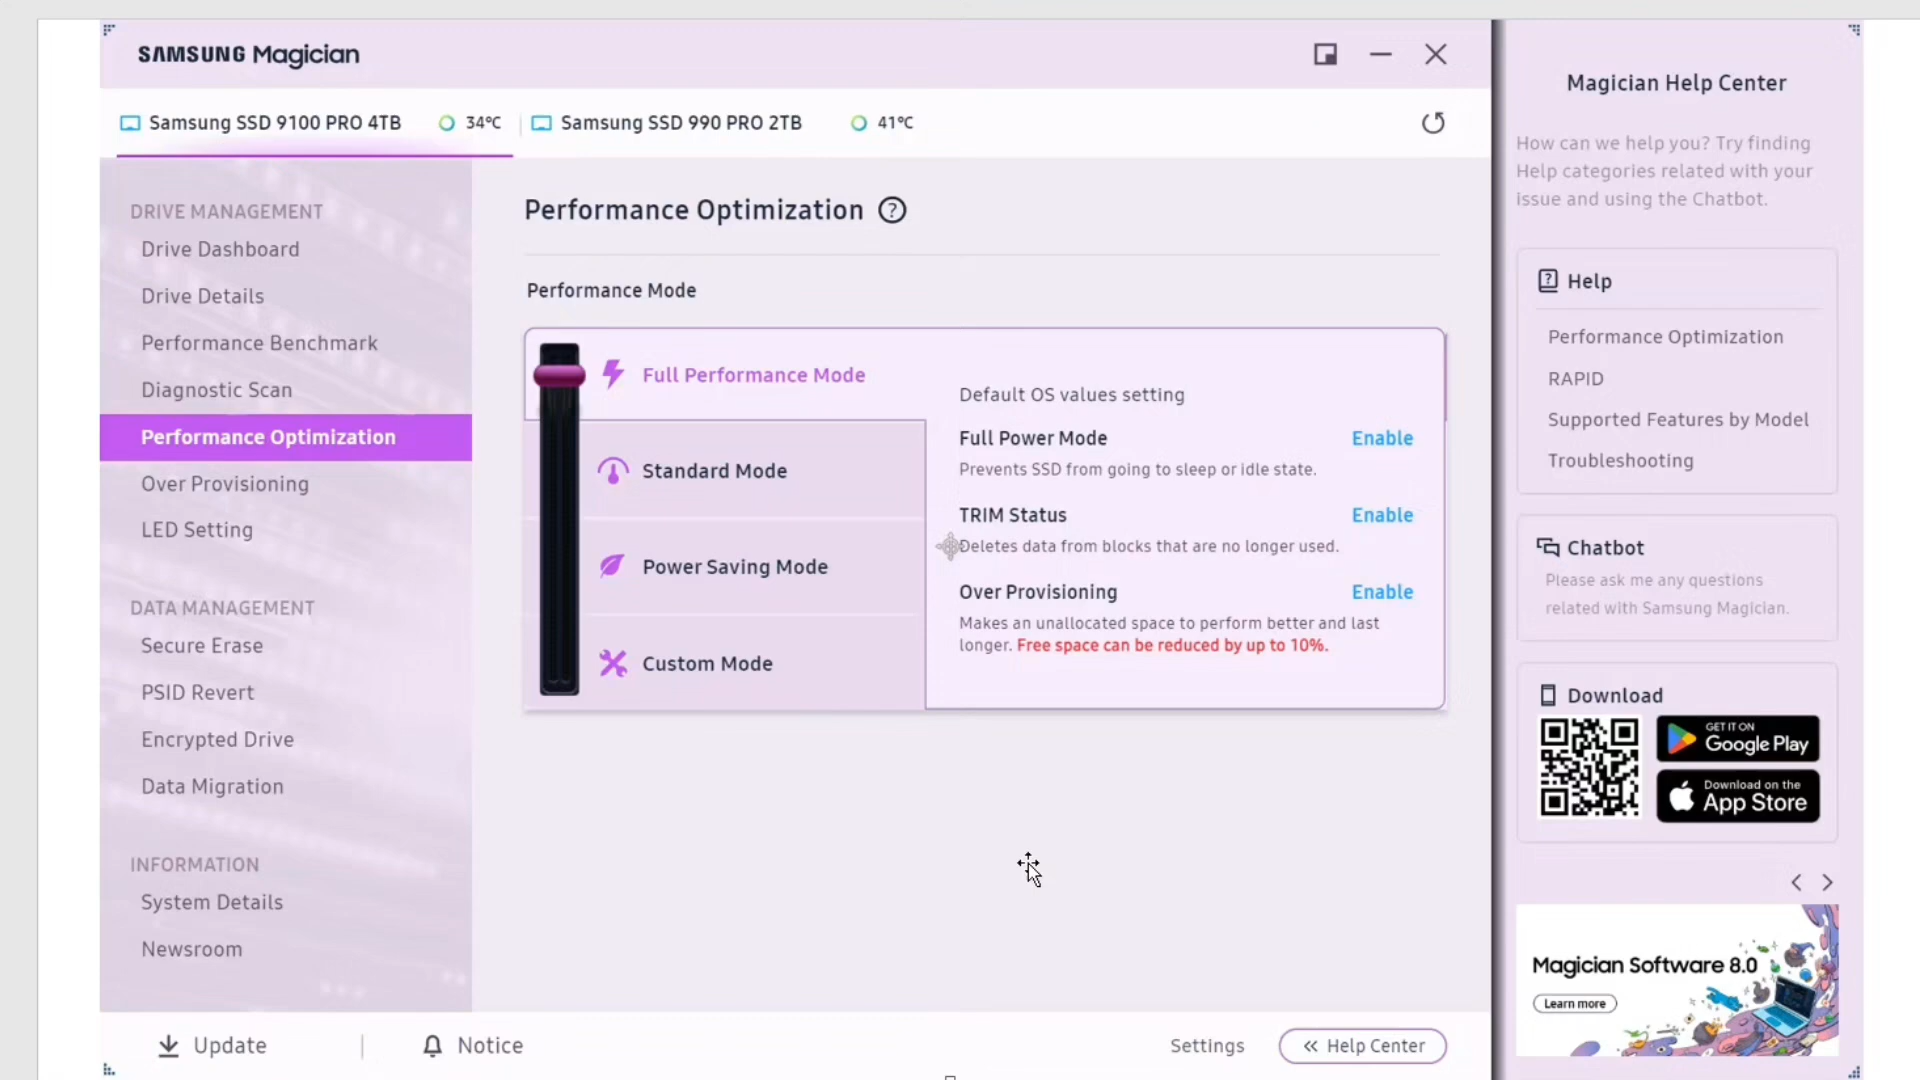 SAMSUNG Magician
Samsung SSD 9100 PRO 4TB 34℃ Samsung SSD 990 PRO 2TB 41℃
DRIVE MANAGEMENT
Drive Dashboard
Drive Details
Performance Benchmark
Diagnostic Scan
Performance Optimization
Over Provisioning
LED Setting
DATA MANAGEMENT
Secure Erase
PSID Revert
Encrypted Drive
Data Migration
INFORMATION
System Details
Newsroom
Performance Optimization ?
Performance Mode
Full Performance Mode
Standard Mode
Power Saving Mode
Custom Mode
Default OS values setting
Full Power Mode Enable
Prevents SSD from going to sleep or idle state.
TRIM Status Enable
Deletes data from blocks that are no longer used.
Over Provisioning Enable
Makes an unallocated space to perform better and last
longer. Free space can be reduced by up to 10%.
Update
Notice
Settings
Help Center
Magician Help Center
How can we help you? Try finding
Help categories related with your
issue and using the Chatbot.
Help
Performance Optimization
RAPID
Supported Features by Model
Troubleshooting
Chatbot
Please ask me any questions
related with Samsung Magician.
Download
GET IT ON
Google Play
Download on the
App Store
Magician Software 8.0
Learn more